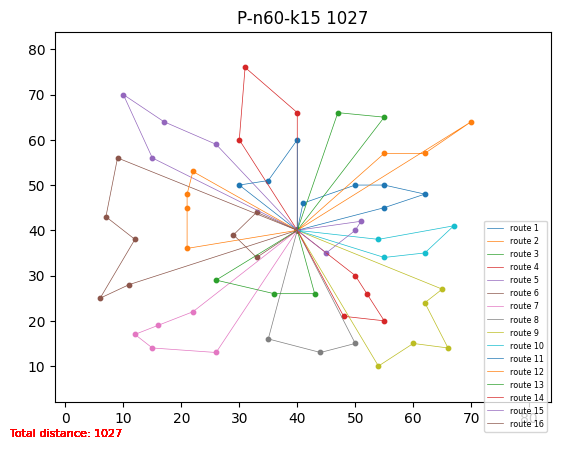 P-n60-k15 1027
80
70
60
50
40
30
20
10
0 10 20 30 40 50 60 70 80
route 1
route 2
route 3
route 4
route 5
route 6
route 7
route 8
route 9
route 10
route 11
route 12
route 13
route 14
route 15
route 16
Total distance: 1027